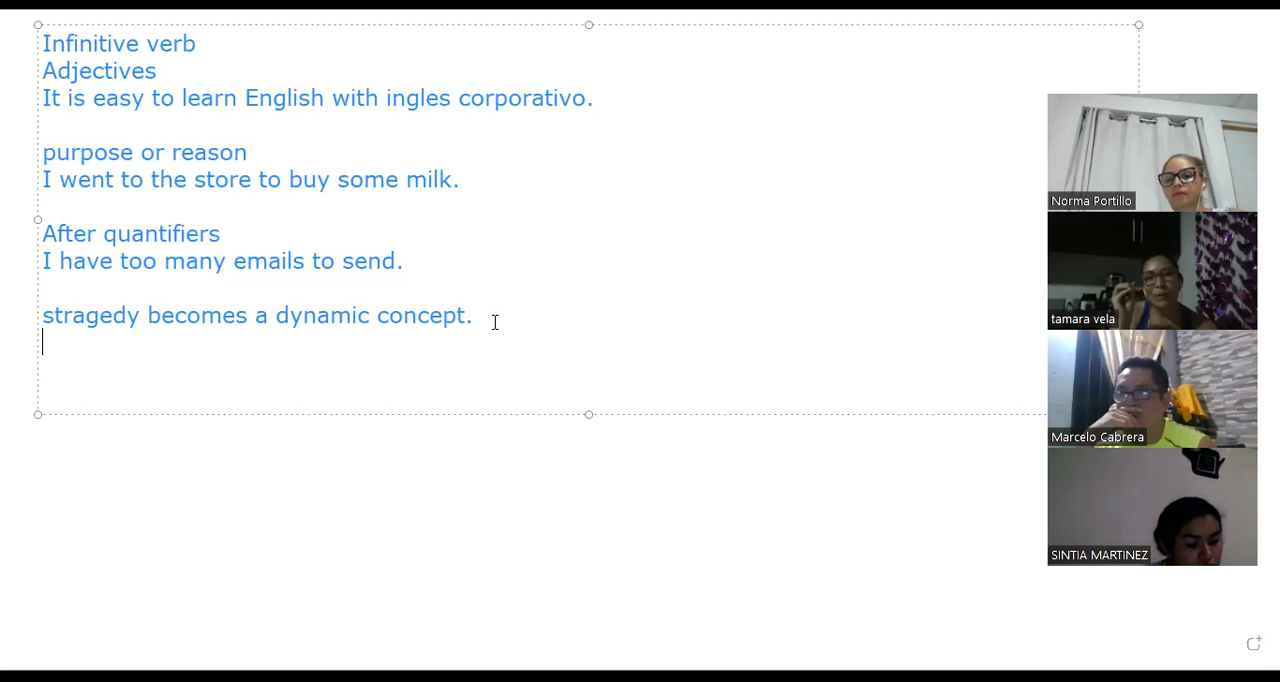 Infinitive verb
Adjectives
It is easy to learn English with ingles corporativo.
purpose or reason
I went to the store to buy some milk.
After quantifiers
I have too many emails to send.
stragedy becomes a dynamic concept.
Norma Portillo
tamara vela
Marcelo Cabrera
SINTIA MARTINEZ